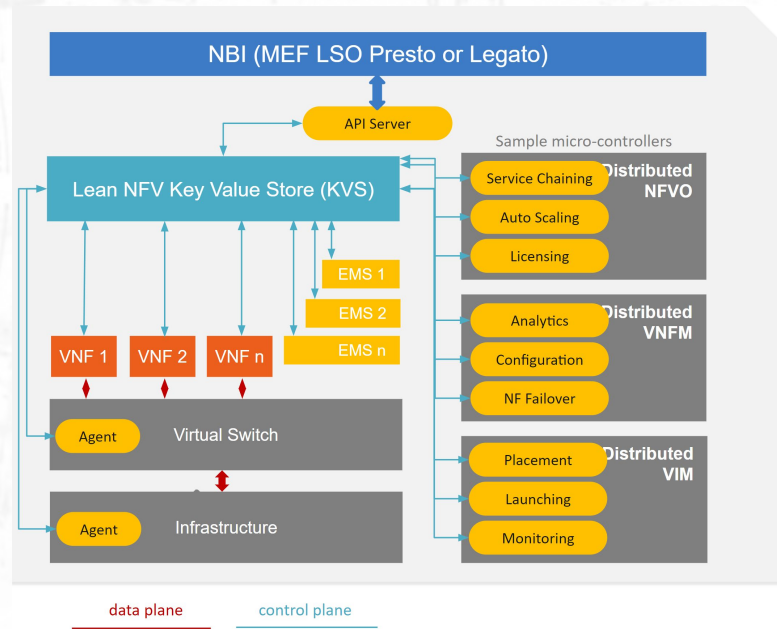 NBI (MEF LSO Presto or Legato)
API Server
Sample micro-controllers
Lean NFV Key Value Store (KVS)
Service Chaining
Distributed
NFVO
Auto Scaling
Licensing
EMS 1
EMS 2
EMS n
VNF 1
VNF 2
VNF n
Analytics
Distributed
VNFM
Configuration
NF Failover
Agent
Virtual Switch
Placement
Distributed
VIM
Launching
Monitoring
Agent
Infrastructure
data plane
control plane